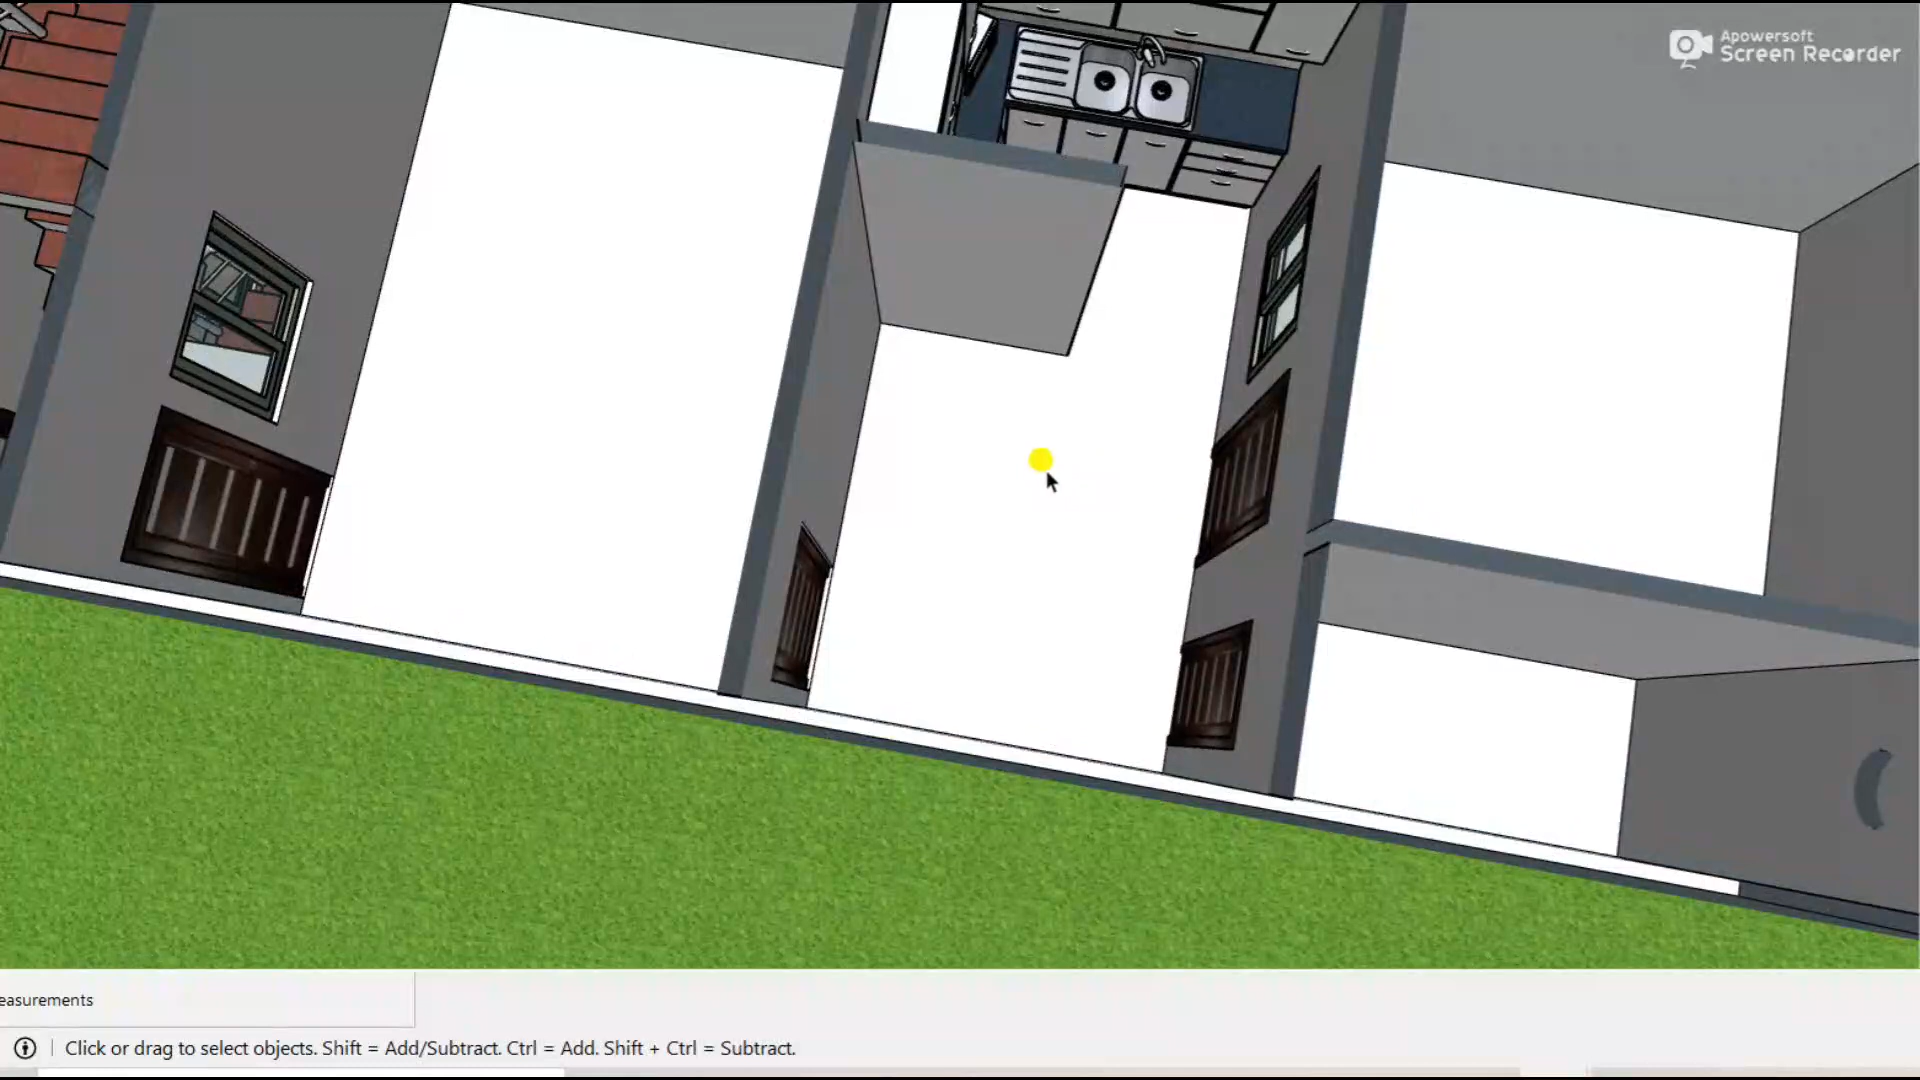 Apowersoft
Screen Recorder
easurements
Click or drag to select objects. Shift = Add/Subtract. Ctrl = Add. Shift + Ctrl = Subtract.